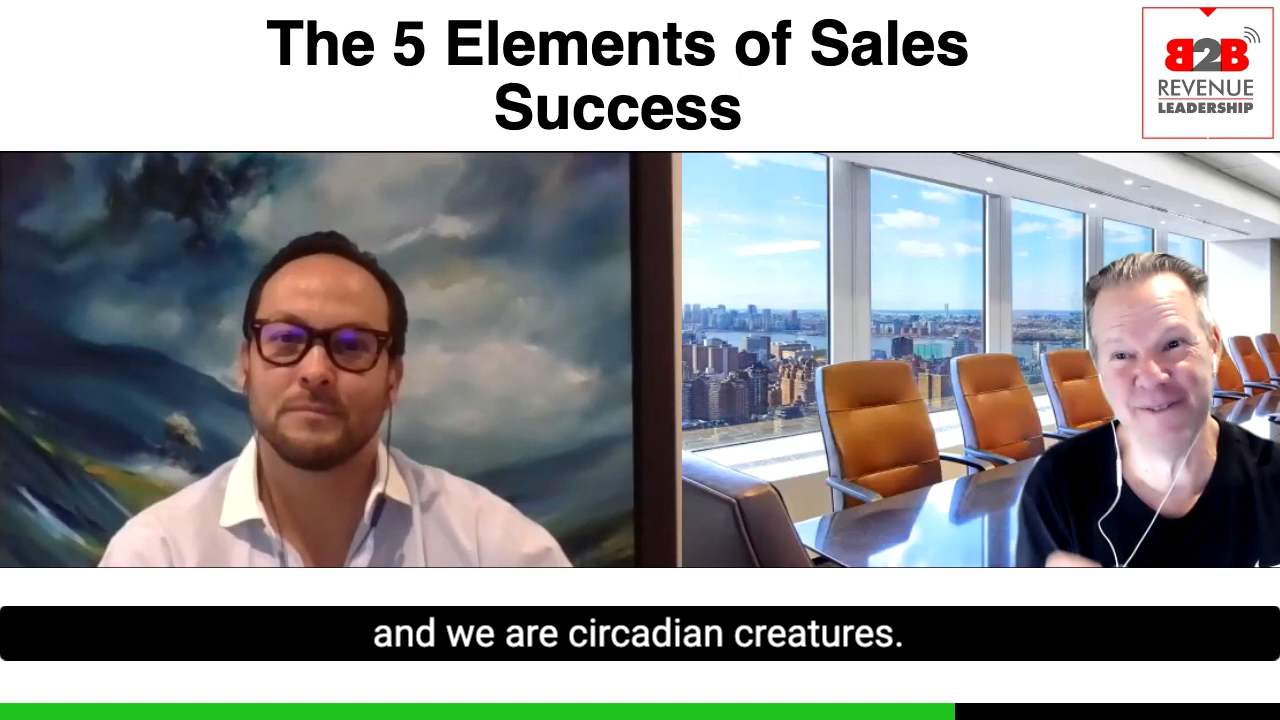 The 5 Elements of Sales
Success
B2B
REVENUE
LEADERSHIP
and we are circadian creatures.